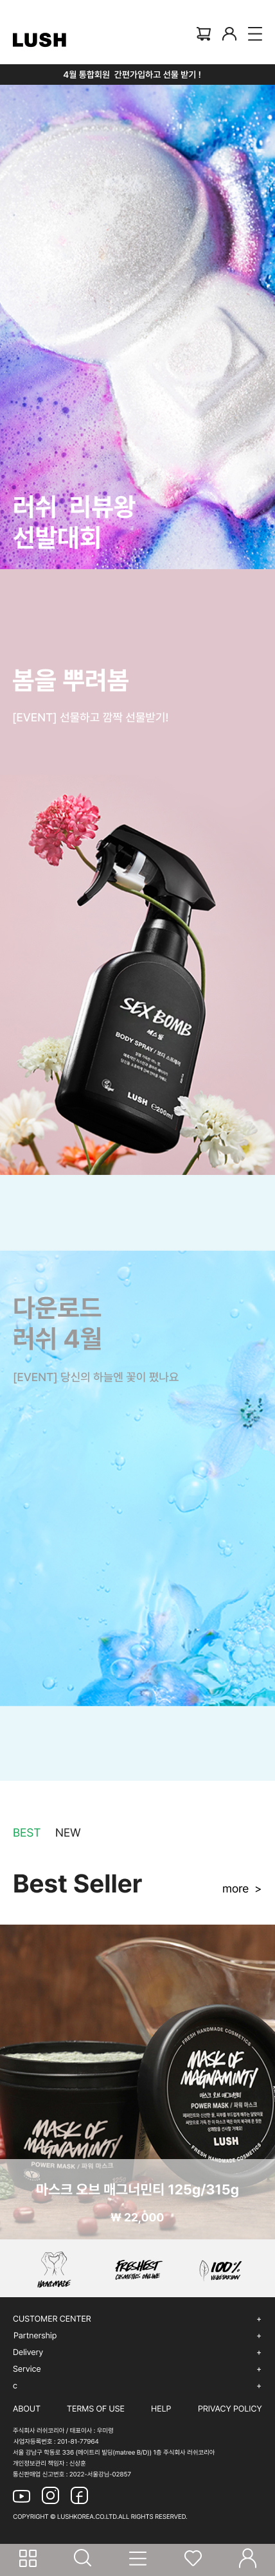 LUSH
4월 통합회원 간편가입하고 선물 받기 !
러쉬 리뷰왕
선발대회
봄을 뿌려봄
[EVENT] 선물하고 깜짝 선물받기!
SEX BOMB
섹스 밤
BODY SPRAY / 보디 스프레이
LUSH ℮200ml
다운로드
러쉬 4월
[EVENT] 당신의 하늘엔 꽃이 폈나요
BEST NEW
Best Seller
more >
FRESH HANDMADE COSMETICS
MASK OF
MAGNAMINTY
마스크 오브 매그너민티
POWER MASK / 파워 마스크
LUSH
FRESH HANDMADE COSMETICS
MASK OF
MAGNAMINTY
POWER MASK / 파워 마스크
마스크 오브 매그너민티 125g/315g
₩ 22,000
HANDMADE
FRESHEST
COSMETICS ONLINE
100%
VEGETARIAN
CUSTOMER CENTER +
Partnership +
Delivery +
Service +
c +
ABOUT TERMS OF USE HELP PRIVACY POLICY
주식회사 러쉬코리아 / 대표이사 : 우미령
사업자등록번호 : 201-81-77964
서울 강남구 학동로 336 (메이트리 빌딩(matree B/D)) 1층 주식회사 러쉬코리아
개인정보관리 책임자 : 신상훈
통신판매업 신고번호 : 2022-서울강남-02857
COPYRIGHT © LUSHKOREA.CO.LTD.ALL RIGHTS RESERVED.